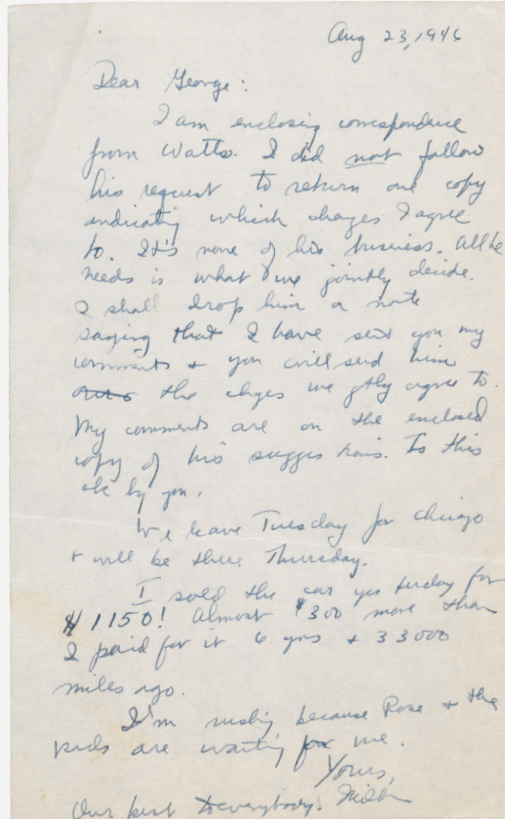 Aug 23, 1946
Dear George:
I am enclosing correspondence
from Watts. I did not follow
his request to return one copy
indicating which changes I agree
to. It's none of his business. All he
needs is what we jointly decide.
I shall drop him a note
saying that I have sent you my
comments + you will send him
the chges we jtly agree to.
My comments are on the enclosed
copy of his suggestions. Is this
ok by you.
We leave Tuesday for Chicago
+ will be there Thursday.
I sold the car yesterday for
$1150! Almost $300 more than
I paid for it 6 yrs + 33000
miles ago.
I'm rushing because Rose + the
kids are waiting for me.
Yours,
Our best to everybody. Milton